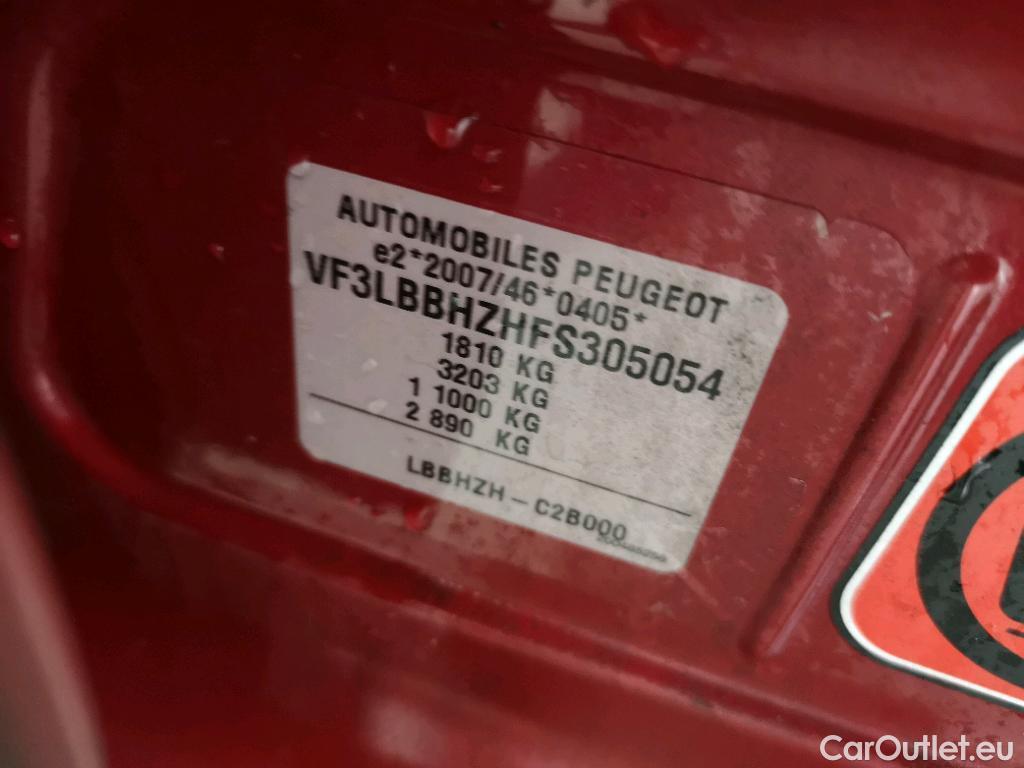 AUTOMOBILES PEUGEOT
e2*2007/46*0405*
VF3LBBHZHFS305054
1810 KG
3203 KG
1 1000 KG
2 890 KG
LBBHZH - C2B000
CarOutlet.eu